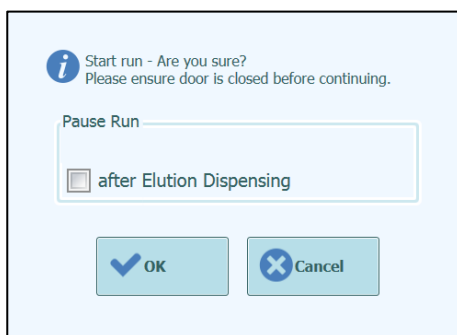 Start run - Are you sure?
Please ensure door is closed before continuing.
Pause Run
after Elution Dispensing
OK
Cancel